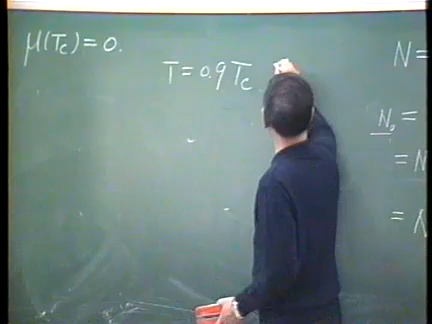 μ(Tc) = 0.
T = 0.9 Tc
N =
N₀ =
= N
=